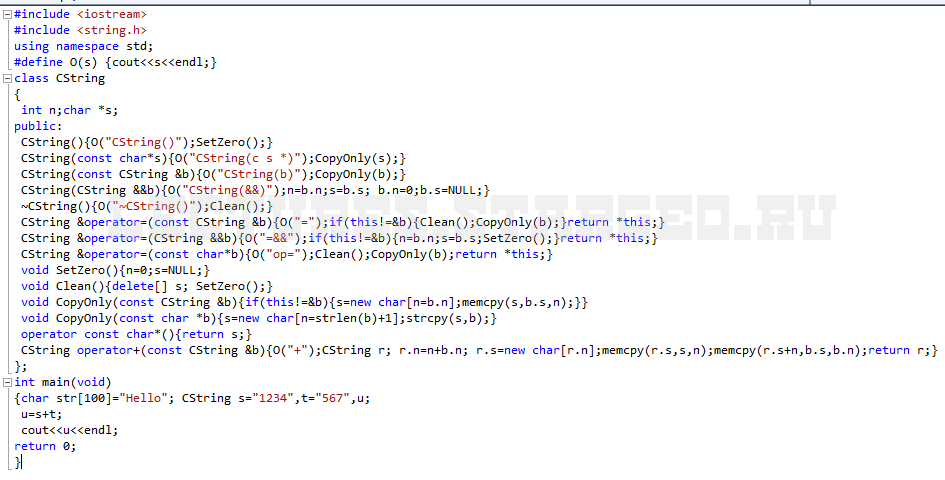 #include <iostream>
#include <string.h>
using namespace std;
#define O(s) {cout<<s<<endl;}
class CString
{
 int n;char *s;
public:
 CString(){O("CString()");SetZero();}
 CString(const char*s){O("CString(c s *)");CopyOnly(s);}
 CString(const CString &b){O("CString(b)");CopyOnly(b);}
 CString(CString &&b){O("CString(&&)");n=b.n;s=b.s; b.n=0;b.s=NULL;}
 ~CString(){O("~CString()");Clean();}
 CString &operator=(const CString &b){O("=");if(this!=&b){Clean();CopyOnly(b);}return *this;}
 CString &operator=(CString &&b){O("=&&");if(this!=&b){n=b.n;s=b.s;SetZero();}return *this;}
 CString &operator=(const char*b){O("op=");Clean();CopyOnly(b);return *this;}
 void SetZero(){n=0;s=NULL;}
 void Clean(){delete[] s; SetZero();}
 void CopyOnly(const CString &b){if(this!=&b){s=new char[n=b.n];memcpy(s,b.s,n);}}
 void CopyOnly(const char *b){s=new char[n=strlen(b)+1];strcpy(s,b);}
 operator const char*(){return s;}
 CString operator+(const CString &b){O("+");CString r; r.n=n+b.n; r.s=new char[r.n];memcpy(r.s,s,n);memcpy(r.s+n,b.s,b.n);return r;}
};
int main(void)
{char str[100]="Hello"; CString s="1234",t="567",u;
 u=s+t;
 cout<<u<<endl;
return 0;
}